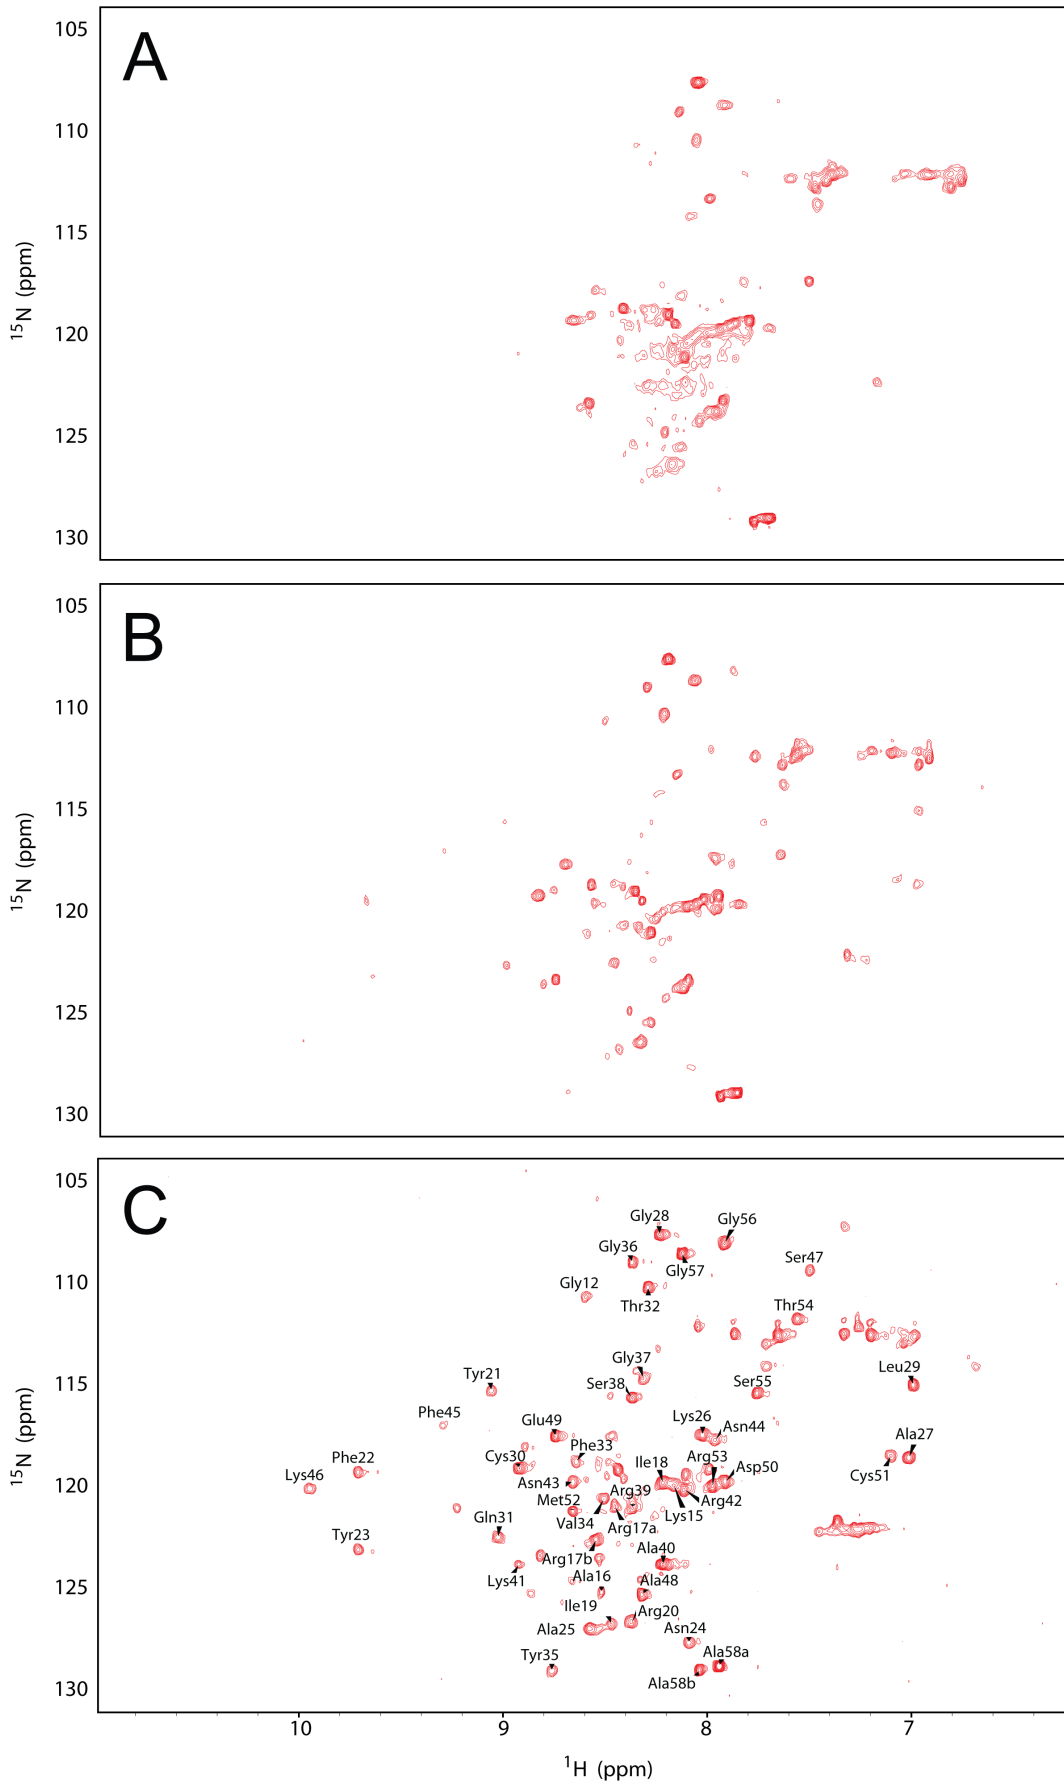 A
105
110
115
120
125
130
15N (ppm)
B
105
110
115
120
125
130
15N (ppm)
C
105
110
115
120
125
130
15N (ppm)
Gly28
Gly56
Gly36
Ser47
Gly57
Gly12
Thr32
Thr54
Gly37
Leu29
Tyr21
Ser38
Ser55
Phe45
Glu49
Lys26
Asn44
Ala27
Phe33
Cys30
Phe22
Ile18
Arg53
Asp50
Cys51
Lys46
Asn43
Arg39
Met52
Arg42
Lys15
Gln31
Val34
Arg17a
Tyr23
Ala40
Arg17b
Lys41
Ala16
Ala48
Ile19
Arg20
Ala25
Asn24
Tyr35
Ala58a
Ala58b
10
9
8
7
1H (ppm)